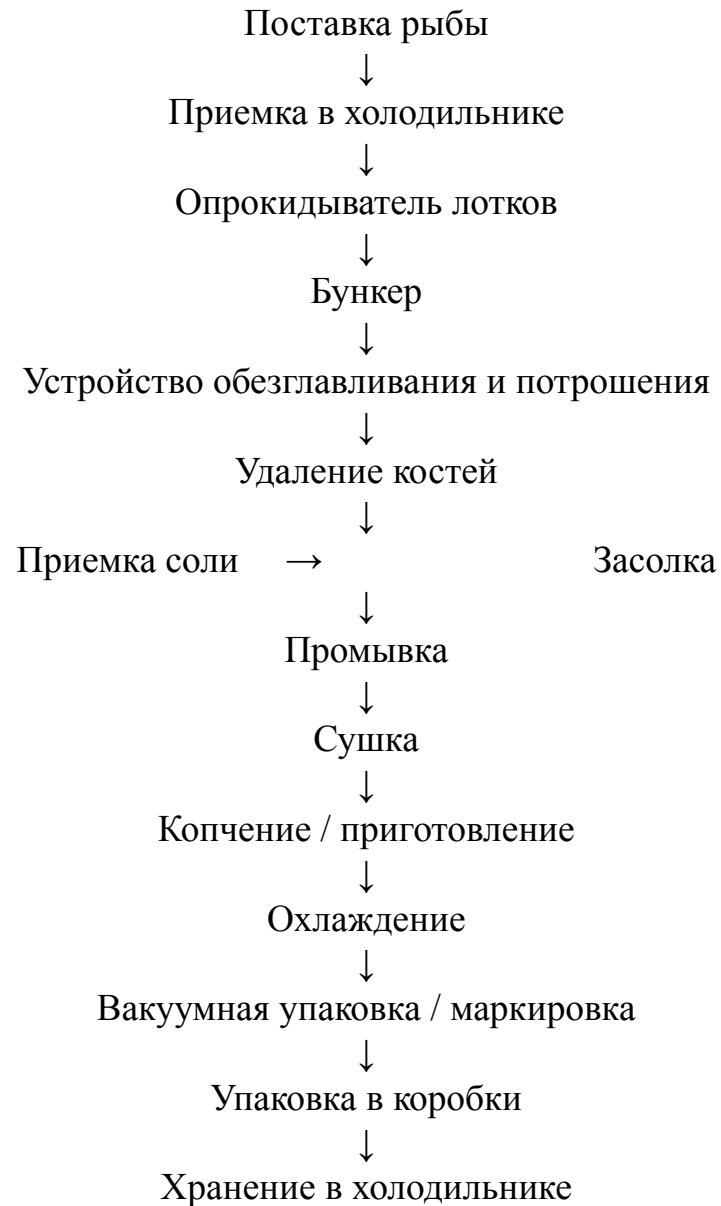 Поставка рыбы
↓
Приемка в холодильнике
↓
Опрокидыватель лотков
↓
Бункер
↓
Устройство обезглавливания и потрошения
↓
Удаление костей
↓
Приемка соли → Засолка
↓
Промывка
↓
Сушка
↓
Копчение / приготовление
↓
Охлаждение
↓
Вакуумная упаковка / маркировка
↓
Упаковка в коробки
↓
Хранение в холодильнике